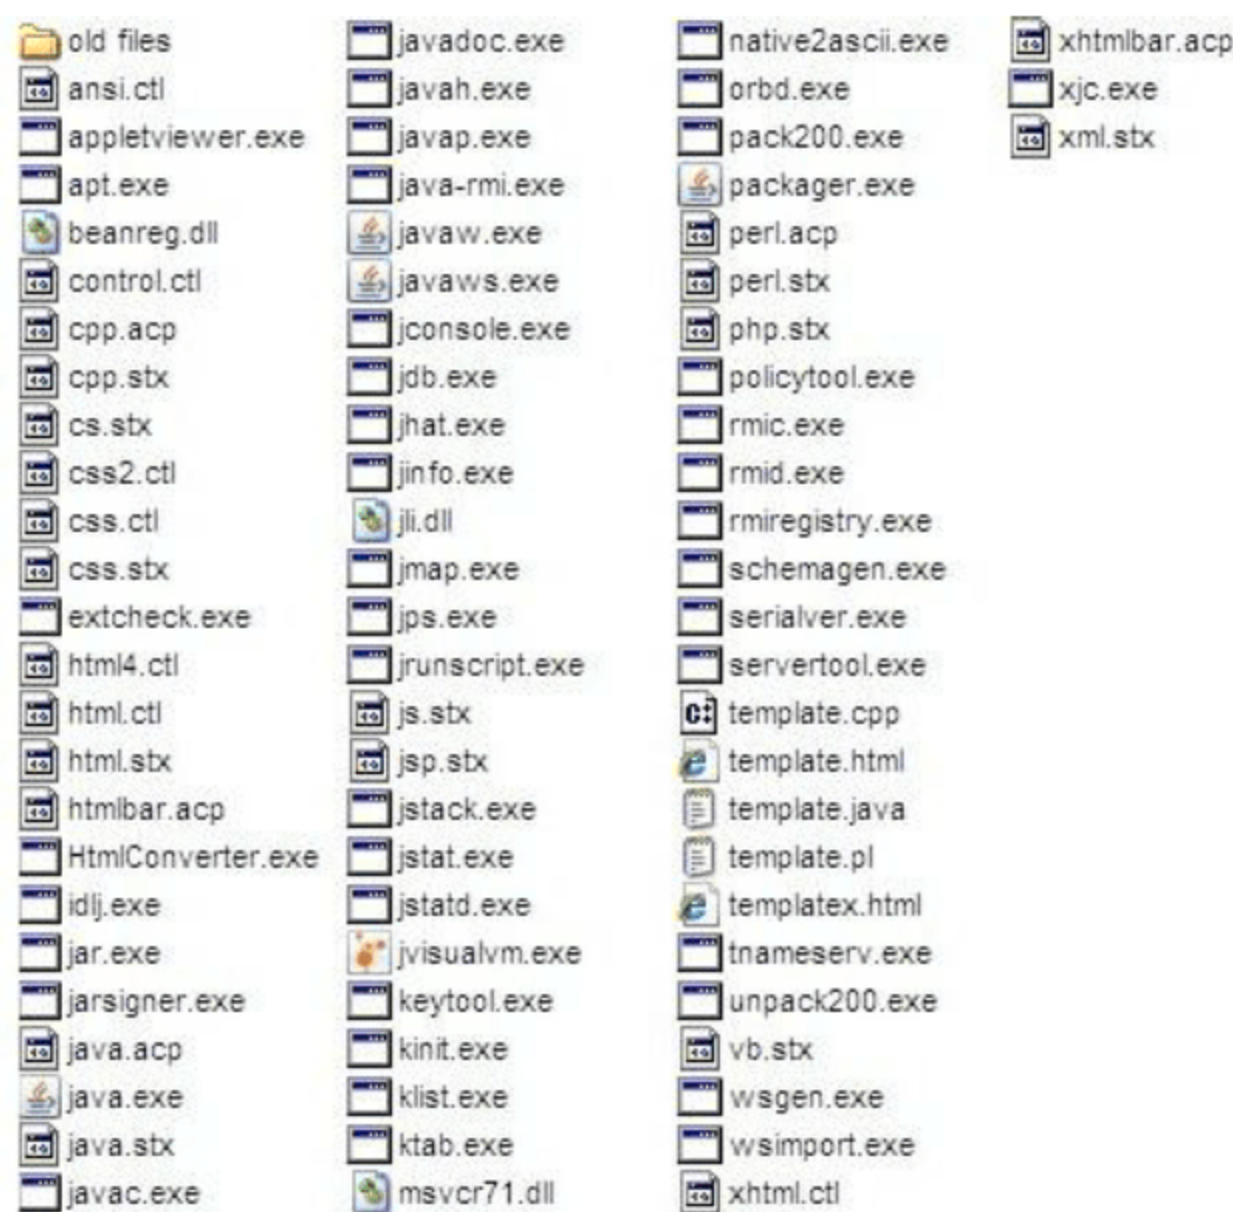 old files
ansi.ctl
appletviewer.exe
apt.exe
beanreg.dll
control.ctl
cpp.acp
cpp.stx
cs.stx
css2.ctl
css.ctl
css.stx
extcheck.exe
html4.ctl
html.ctl
html.stx
htmlbar.acp
HtmlConverter.exe
idlj.exe
jar.exe
jarsigner.exe
java.acp
java.exe
java.stx
javac.exe
javadoc.exe
javah.exe
javap.exe
java-rmi.exe
javaw.exe
javaws.exe
jconsole.exe
jdb.exe
jhat.exe
jinfo.exe
jli.dll
jmap.exe
jps.exe
jrunscript.exe
js.stx
jsp.stx
jstack.exe
jstat.exe
jstatd.exe
jvisualvm.exe
keytool.exe
kinit.exe
klist.exe
ktab.exe
msvcr71.dll
native2ascii.exe
orbd.exe
pack200.exe
packager.exe
perl.acp
perl.stx
php.stx
policytool.exe
rmic.exe
rmid.exe
rmiregistry.exe
schemagen.exe
serialver.exe
servertool.exe
template.cpp
template.html
template.java
template.pl
templatex.html
tnameserv.exe
unpack200.exe
vb.stx
wsgen.exe
wsimport.exe
xhtml.ctl
xhtmlbar.acp
xjc.exe
xml.stx